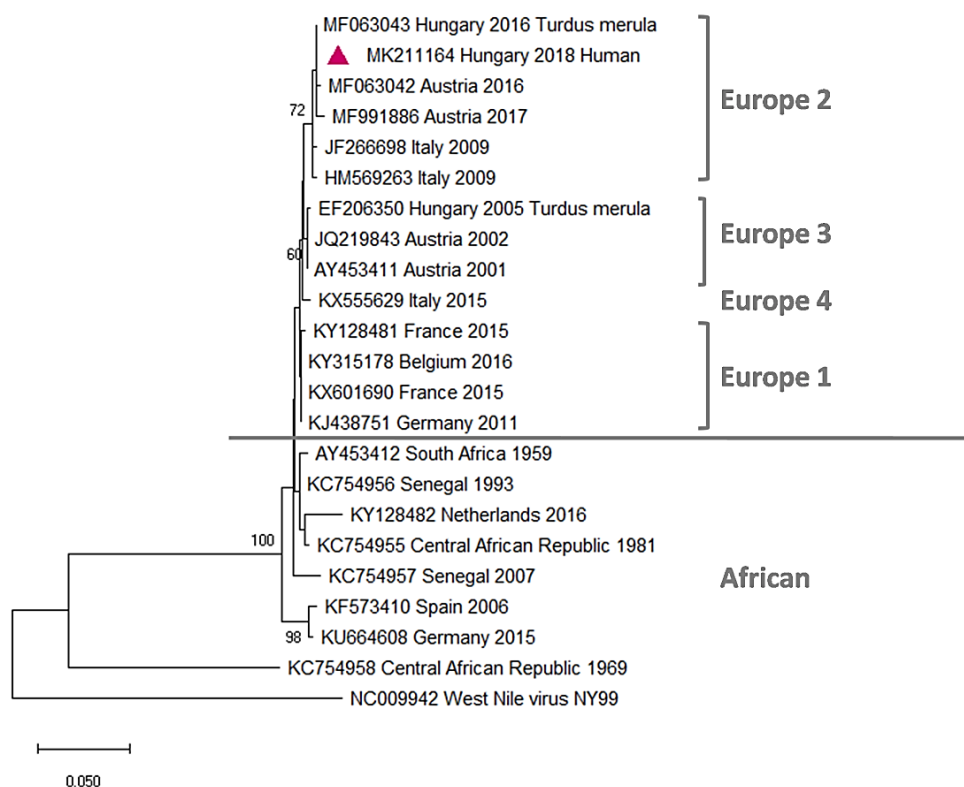 MF063043 Hungary 2016 Turdus merula
MK211164 Hungary 2018 Human
MF063042 Austria 2016
Europe 2
72
MF991886 Austria 2017
JF266698 Italy 2009
HM569263 Italy 2009
EF206350 Hungary 2005 Turdus merula
JQ219843 Austria 2002
Europe 3
60
AY453411 Austria 2001
KX555629 Italy 2015
Europe 4
KY128481 France 2015
KY315178 Belgium 2016
Europe 1
KX601690 France 2015
KJ438751 Germany 2011
AY453412 South Africa 1959
KC754956 Senegal 1993
KY128482 Netherlands 2016
100
KC754955 Central African Republic 1981
KC754957 Senegal 2007
African
KF573410 Spain 2006
98
KU664608 Germany 2015
KC754958 Central African Republic 1969
NC009942 West Nile virus NY99
0.050